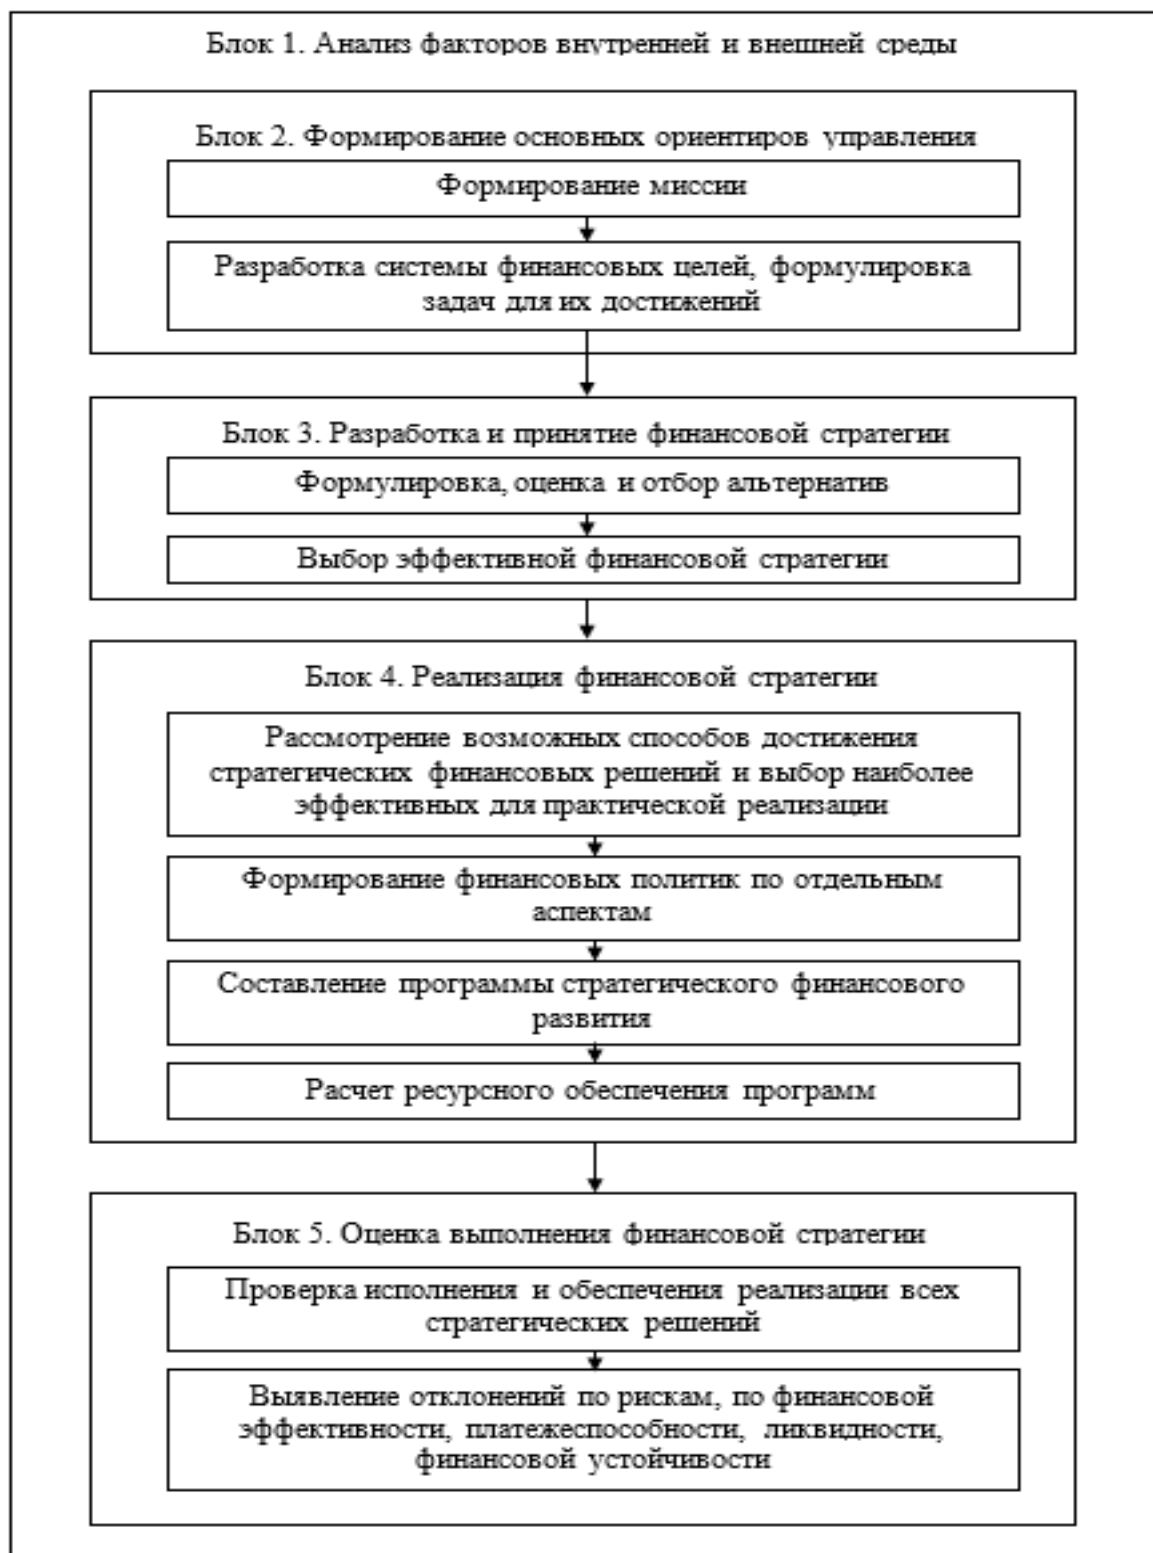 Блок 1. Анализ факторов внутренней и внешней среды
Блок 2. Формирование основных ориентиров управления
Формирование миссии
Разработка системы финансовых целей, формулировка
задач для их достижений
Блок 3. Разработка и принятие финансовой стратегии
Формулировка, оценка и отбор альтернатив
Выбор эффективной финансовой стратегии
Блок 4. Реализация финансовой стратегии
Рассмотрение возможных способов достижения
стратегических финансовых решений и выбор наиболее
эффективных для практической реализации
Формирование финансовых политик по отдельным
аспектам
Составление программы стратегического финансового
развития
Расчет ресурсного обеспечения программ
Блок 5. Оценка выполнения финансовой стратегии
Проверка исполнения и обеспечения реализации всех
стратегических решений
Выявление отклонений по рискам, по финансовой
эффективности, платежеспособности, ликвидности,
финансовой устойчивости